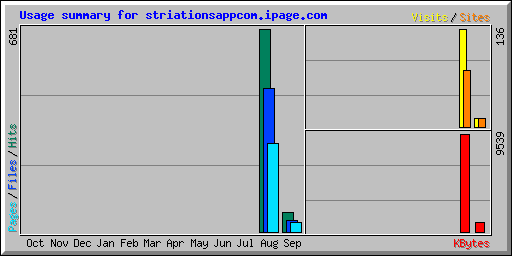 Usage summary for striationsappcom.ipage.com
Visits/Sites
681
136
Pages/Files/Hits
9539
Oct Nov Dec Jan Feb Mar Apr May Jun Jul Aug Sep
KBytes